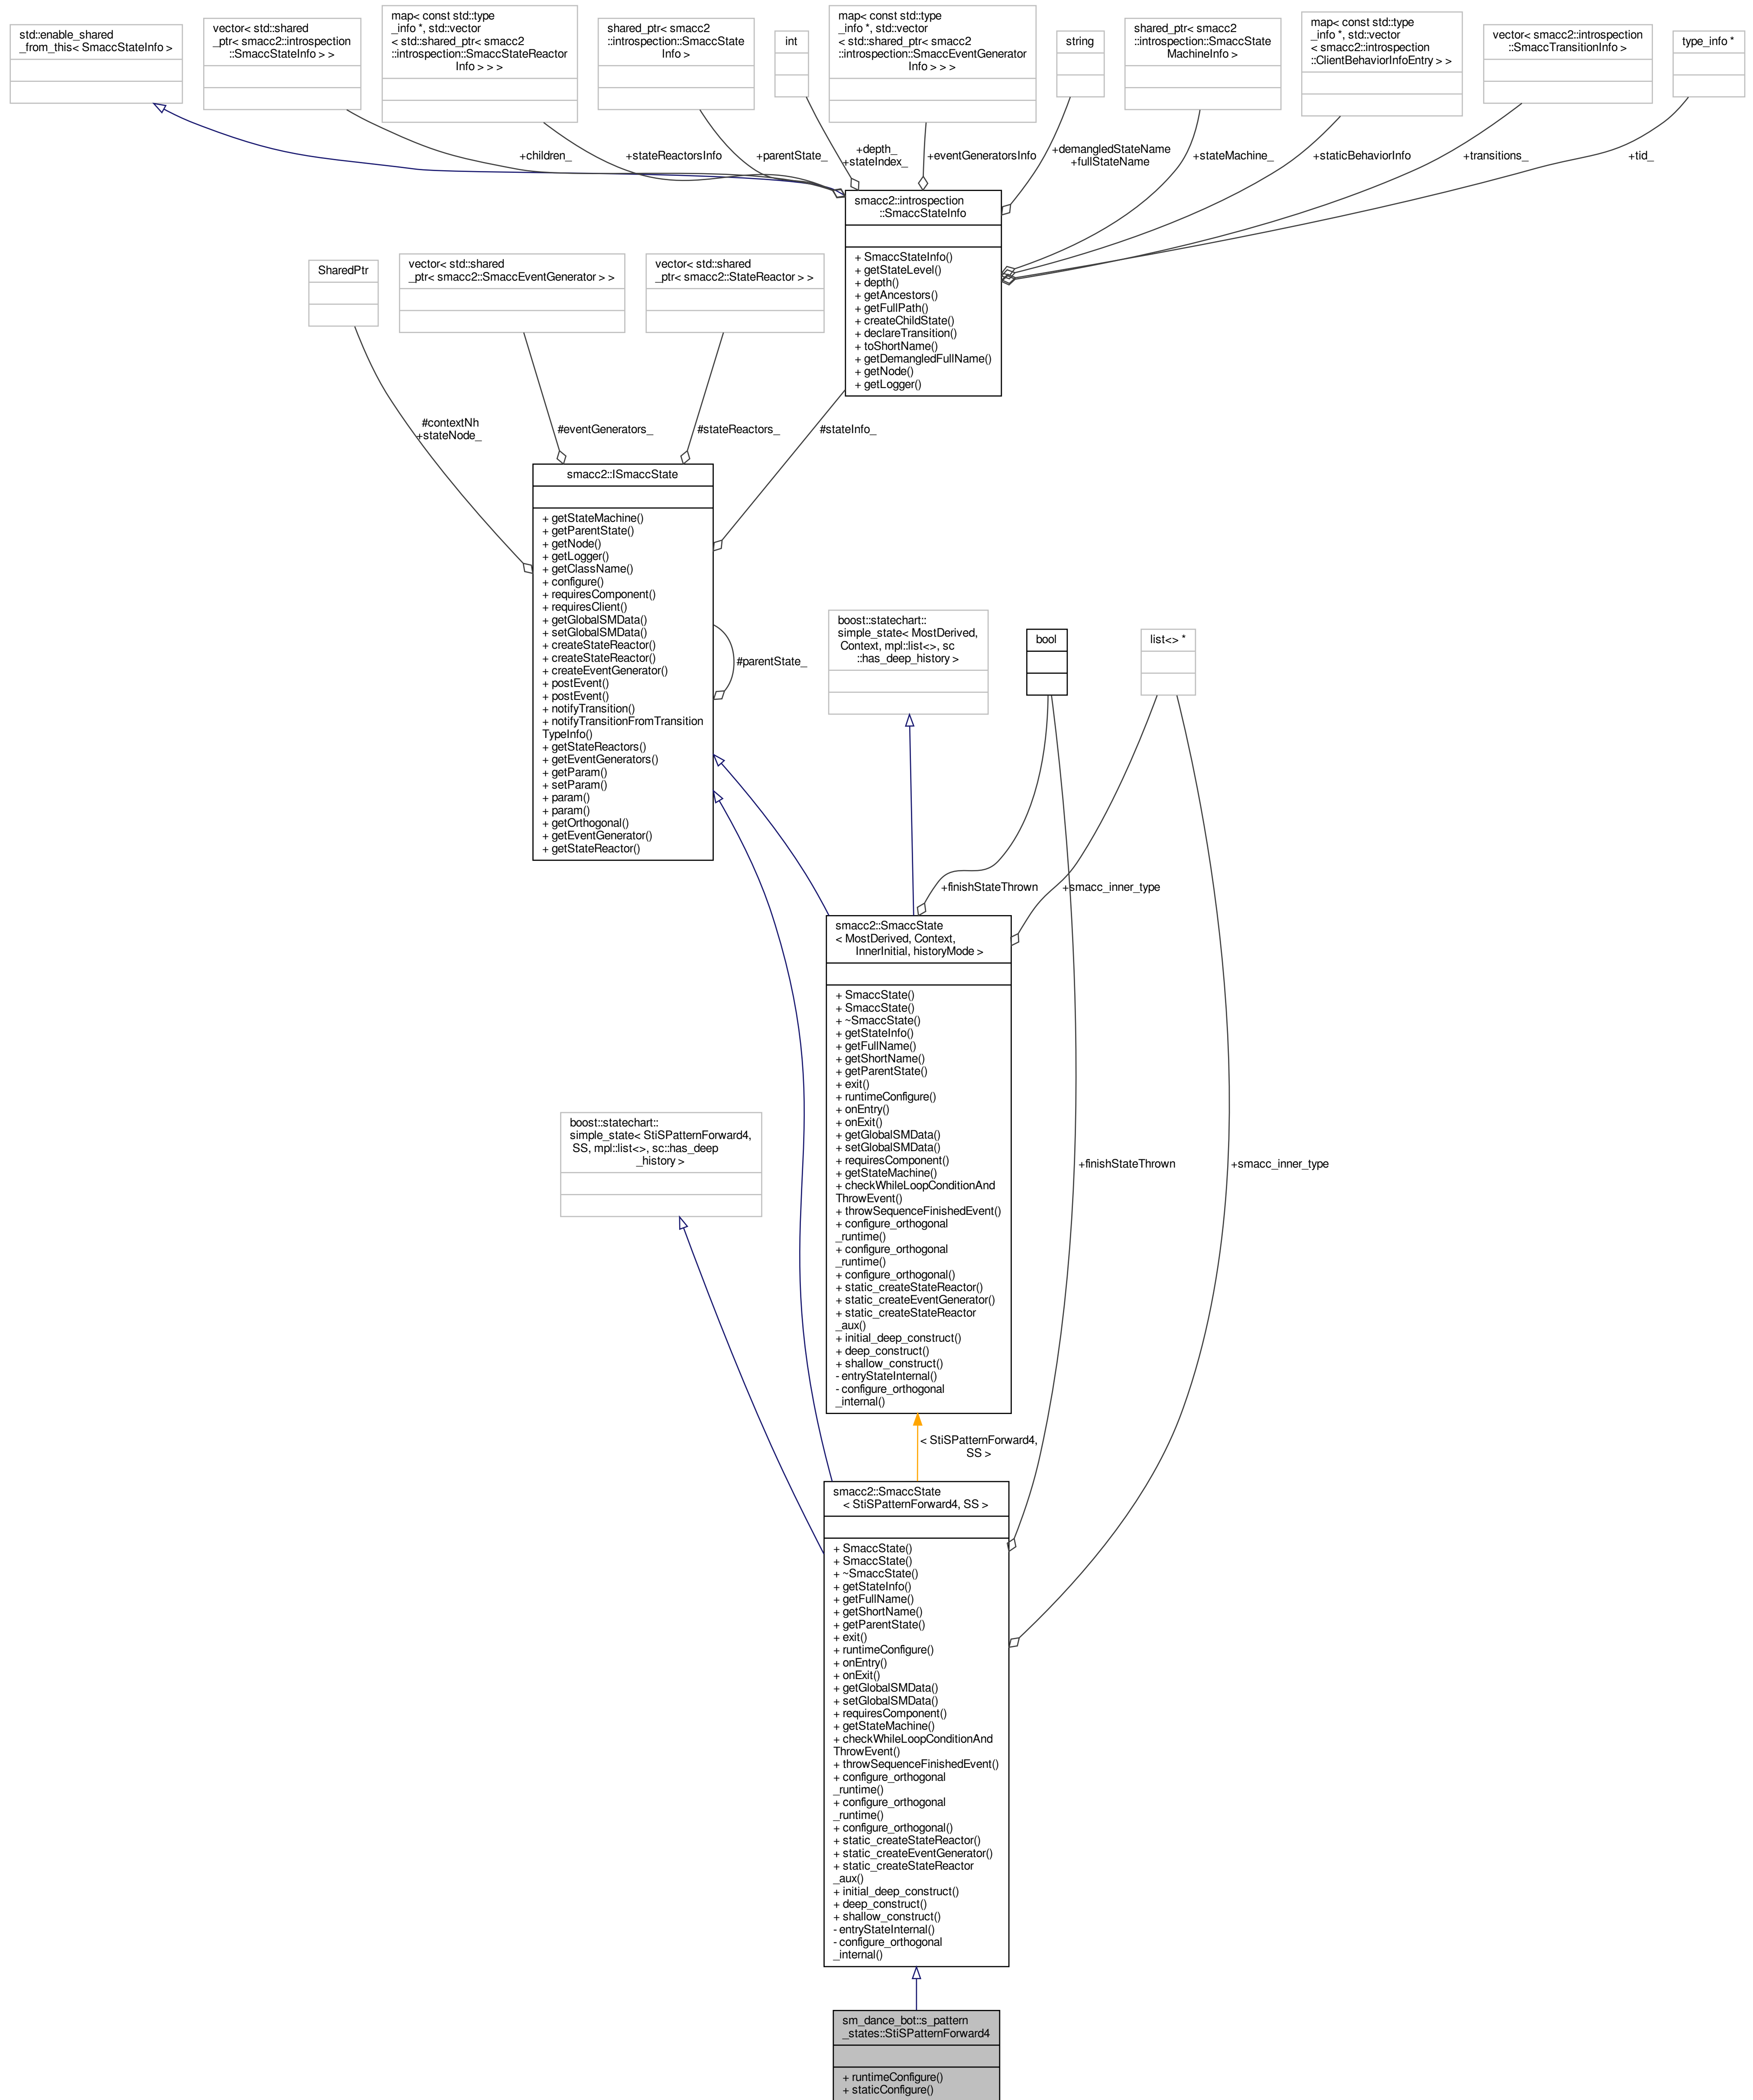 std::enable_shared
_from_this< SmaccStateInfo >
vector< std::shared
_ptr< smacc2::introspection
::SmaccStateInfo > >
map< const std::type
_info *, std::vector
< std::shared_ptr< smacc2
::introspection::SmaccStateReactor
Info > > >
shared_ptr< smacc2
::introspection::SmaccState
Info >
int
map< const std::type
_info *, std::vector
< std::shared_ptr< smacc2
::introspection::SmaccEventGenerator
Info > > >
string
shared_ptr< smacc2
::introspection::SmaccState
MachineInfo >
map< const std::type
_info *, std::vector
< smacc2::introspection
::ClientBehaviorInfoEntry > >
vector< smacc2::introspection
::SmaccTransitionInfo >
type_info *
+children_
+stateReactorsInfo
+parentState_
+depth_
+stateIndex_
+eventGeneratorsInfo
+demangledStateName
+fullStateName
+stateMachine_
+staticBehaviorInfo
+transitions_
+tid_
smacc2::introspection
::SmaccStateInfo
+ SmaccStateInfo()
+ getStateLevel()
+ depth()
+ getAncestors()
+ getFullPath()
+ createChildState()
+ declareTransition()
+ toShortName()
+ getDemangledFullName()
+ getNode()
+ getLogger()
SharedPtr
vector< std::shared
_ptr< smacc2::SmaccEventGenerator > >
vector< std::shared
_ptr< smacc2::StateReactor > >
#contextNh
+stateNode_
#eventGenerators_
#stateReactors_
#stateInfo_
smacc2::ISmaccState
+ getStateMachine()
+ getParentState()
+ getNode()
+ getLogger()
+ getClassName()
+ configure()
+ requiresComponent()
+ requiresClient()
+ getGlobalSMData()
+ setGlobalSMData()
+ createStateReactor()
+ createStateReactor()
+ createEventGenerator()
+ postEvent()
+ postEvent()
+ notifyTransition()
+ notifyTransitionFromTransition
TypeInfo()
+ getStateReactors()
+ getEventGenerators()
+ getParam()
+ setParam()
+ param()
+ param()
+ getOrthogonal()
+ getEventGenerator()
+ getStateReactor()
#parentState_
boost::statechart::
simple_state< MostDerived,
Context, mpl::list<>, sc
::has_deep_history >
bool
list<> *
+finishStateThrown
+smacc_inner_type
smacc2::SmaccState
< MostDerived, Context,
InnerInitial, historyMode >
+ SmaccState()
+ SmaccState()
+ ~SmaccState()
+ getStateInfo()
+ getFullName()
+ getShortName()
+ getParentState()
+ exit()
+ runtimeConfigure()
+ onEntry()
+ onExit()
+ getGlobalSMData()
+ setGlobalSMData()
+ requiresComponent()
+ getStateMachine()
+ checkWhileLoopConditionAnd
ThrowEvent()
+ throwSequenceFinishedEvent()
+ configure_orthogonal
_runtime()
+ configure_orthogonal
_runtime()
+ configure_orthogonal()
+ static_createStateReactor()
+ static_createEventGenerator()
+ static_createStateReactor
_aux()
+ initial_deep_construct()
+ deep_construct()
+ shallow_construct()
- entryStateInternal()
- configure_orthogonal
_internal()
boost::statechart::
simple_state< StiSPatternForward4,
SS, mpl::list<>, sc::has_deep
_history >
+finishStateThrown
+smacc_inner_type
< StiSPatternForward4,
SS >
smacc2::SmaccState
< StiSPatternForward4, SS >
+ SmaccState()
+ SmaccState()
+ ~SmaccState()
+ getStateInfo()
+ getFullName()
+ getShortName()
+ getParentState()
+ exit()
+ runtimeConfigure()
+ onEntry()
+ onExit()
+ getGlobalSMData()
+ setGlobalSMData()
+ requiresComponent()
+ getStateMachine()
+ checkWhileLoopConditionAnd
ThrowEvent()
+ throwSequenceFinishedEvent()
+ configure_orthogonal
_runtime()
+ configure_orthogonal
_runtime()
+ configure_orthogonal()
+ static_createStateReactor()
+ static_createEventGenerator()
+ static_createStateReactor
_aux()
+ initial_deep_construct()
+ deep_construct()
+ shallow_construct()
- entryStateInternal()
- configure_orthogonal
_internal()
sm_dance_bot::s_pattern
_states::StiSPatternForward4
+ runtimeConfigure()
+ staticConfigure()